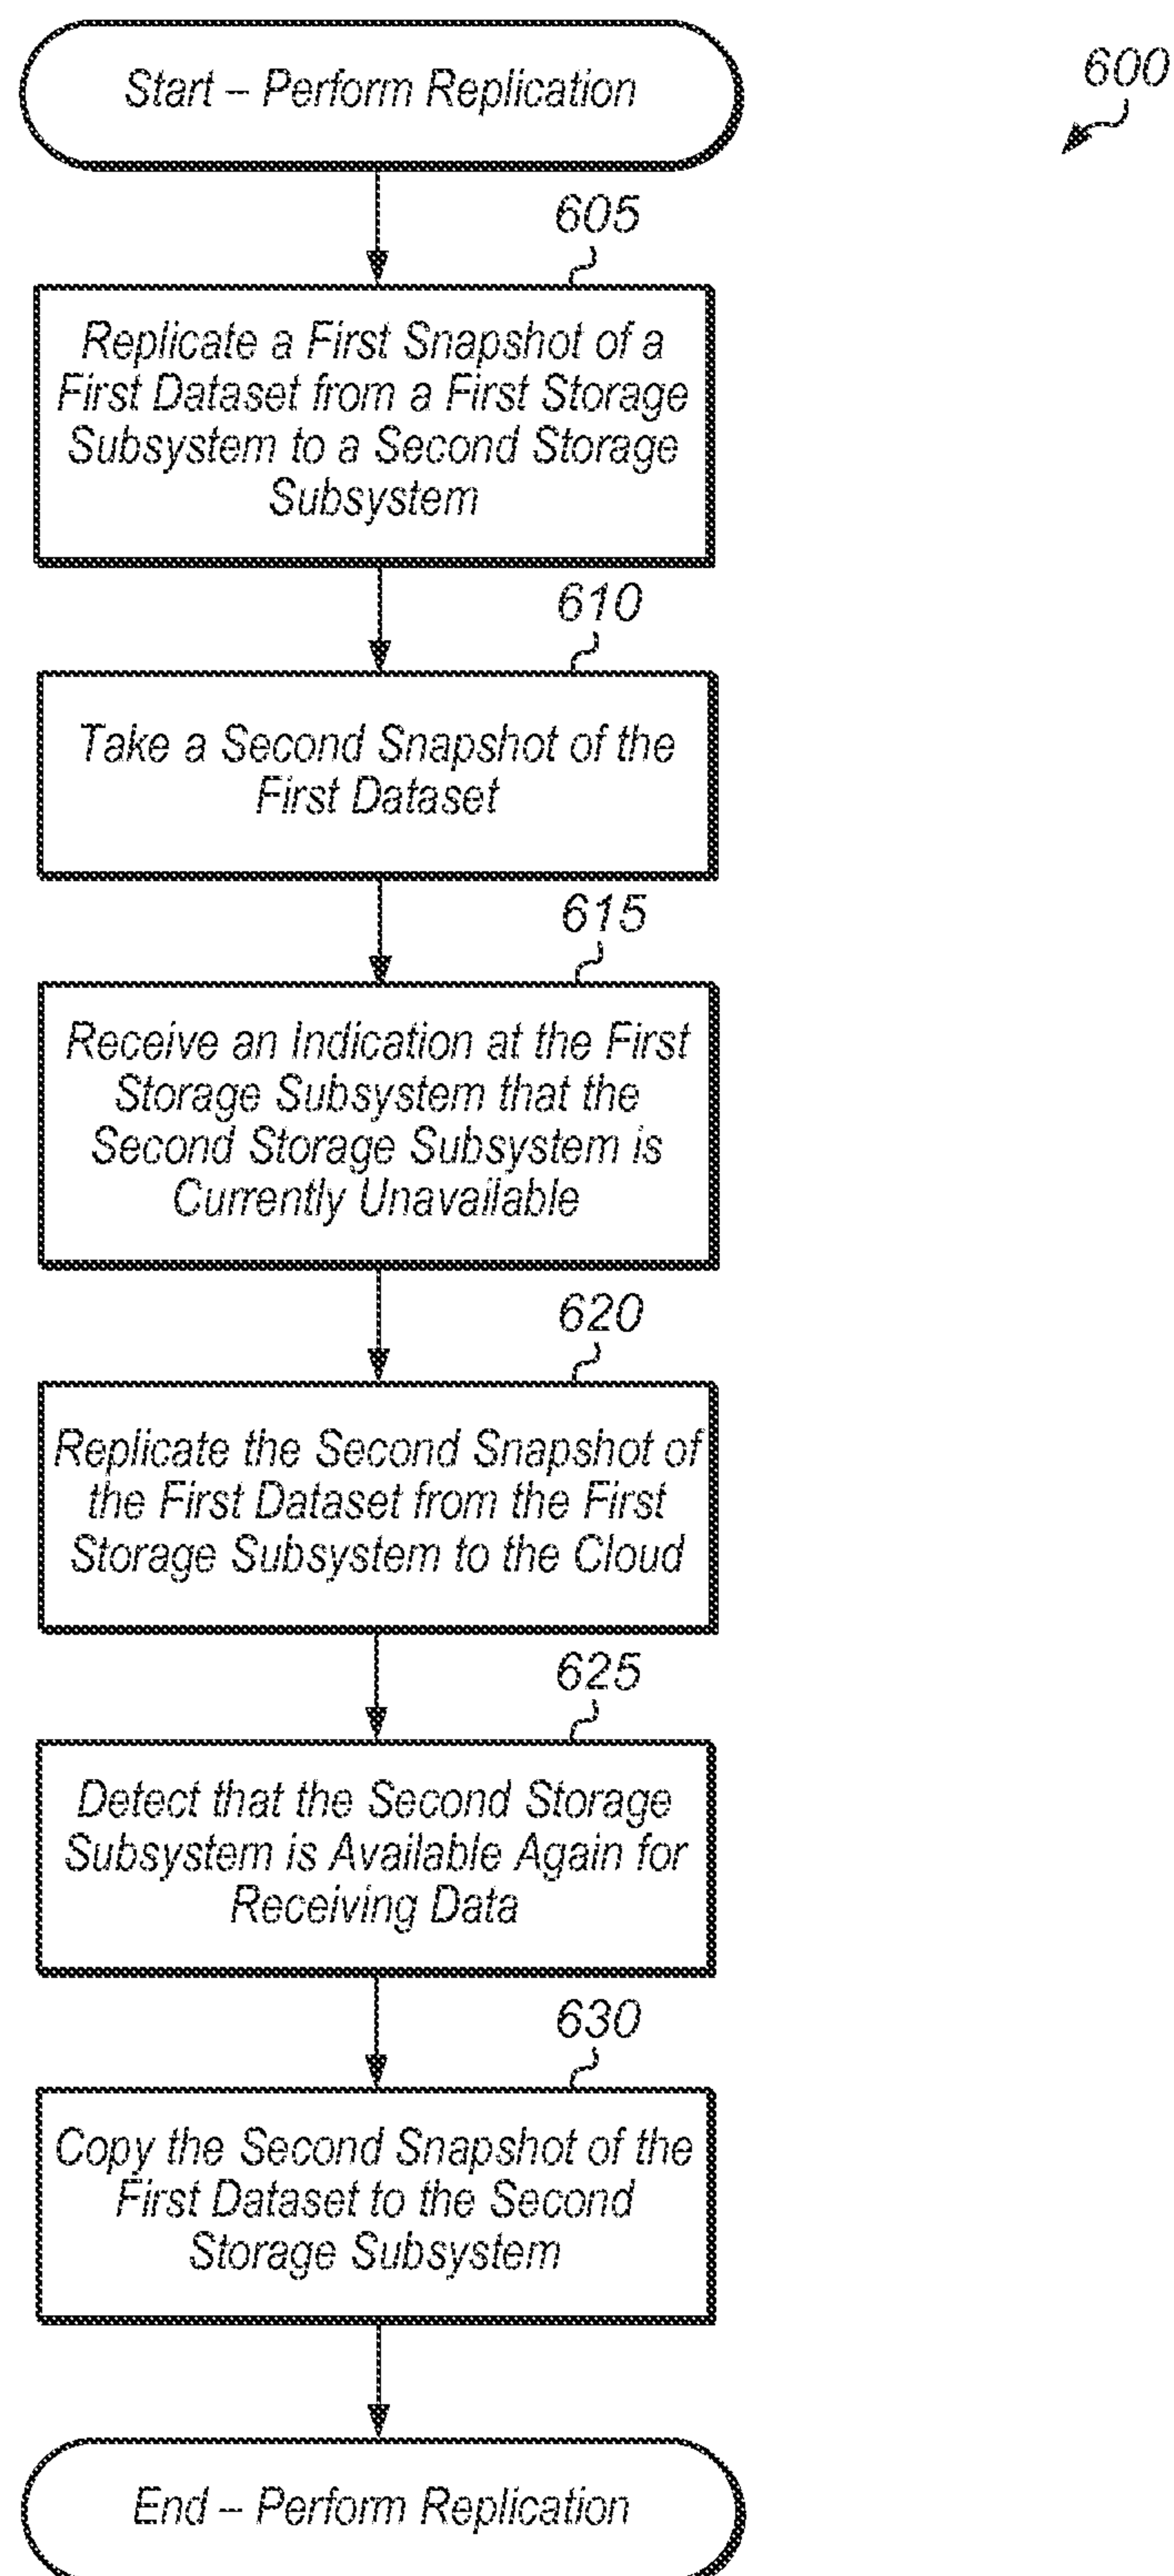 Start – Perform Replication
600
605
Replicate a First Snapshot of a
First Dataset from a First Storage
Subsystem to a Second Storage
Subsystem
610
Take a Second Snapshot of the
First Dataset
615
Receive an Indication at the First
Storage Subsystem that the
Second Storage Subsystem is
Currently Unavailable
620
Replicate the Second Snapshot of
the First Dataset from the First
Storage Subsystem to the Cloud
625
Detect that the Second Storage
Subsystem is Available Again for
Receiving Data
630
Copy the Second Snapshot of the
First Dataset to the Second
Storage Subsystem
End – Perform Replication